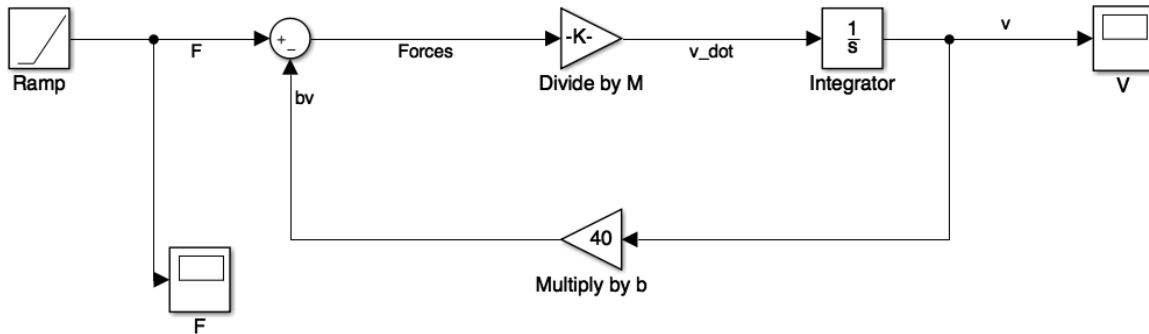 F
+
−
Forces
-K-
v_dot
1
s
v
Ramp
bv
Divide by M
Integrator
V
40
Multiply by b
F